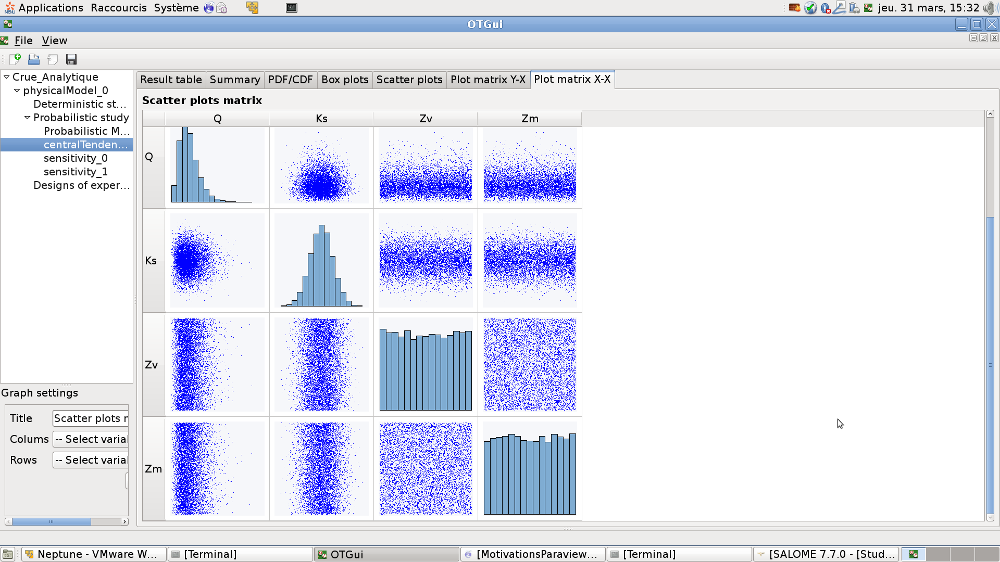 Applications Raccourcis Système jeu. 31 mars, 15:32
OTGui
File View
Crue_Analytique
physicalModel_0
Deterministic st...
Probabilistic study
Probabilistic M...
centralTenden...
sensitivity_0
sensitivity_1
Designs of exper...
Result table Summary PDF/CDF Box plots Scatter plots Plot matrix Y-X Plot matrix X-X
Scatter plots matrix
Q Ks Zv Zm
Q
Ks
Zv
Zm
Graph settings
Title Scatter plots r
Colums -- Select varial
Rows -- Select varial
Neptune - VMware W... [Terminal] OTGui [MotivationsParaview... [Terminal] [SALOME 7.7.0 - [Stud...